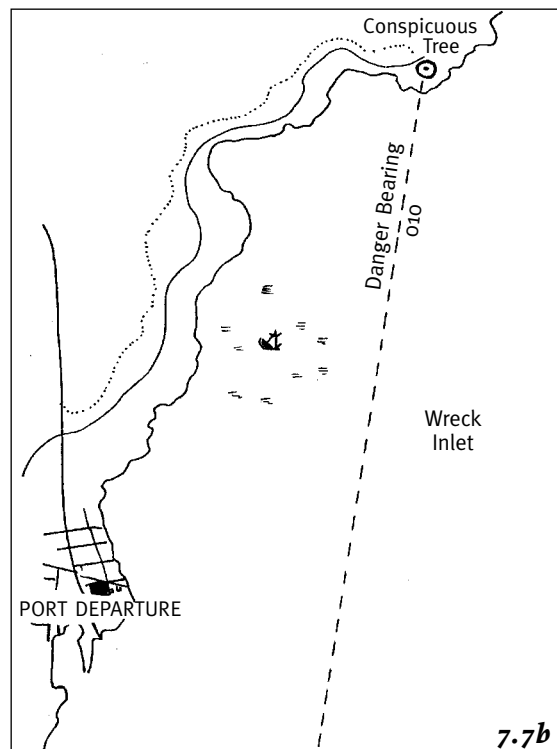 Conspicuous
Tree
Danger Bearing
010
Wreck
Inlet
PORT DEPARTURE
7.7b